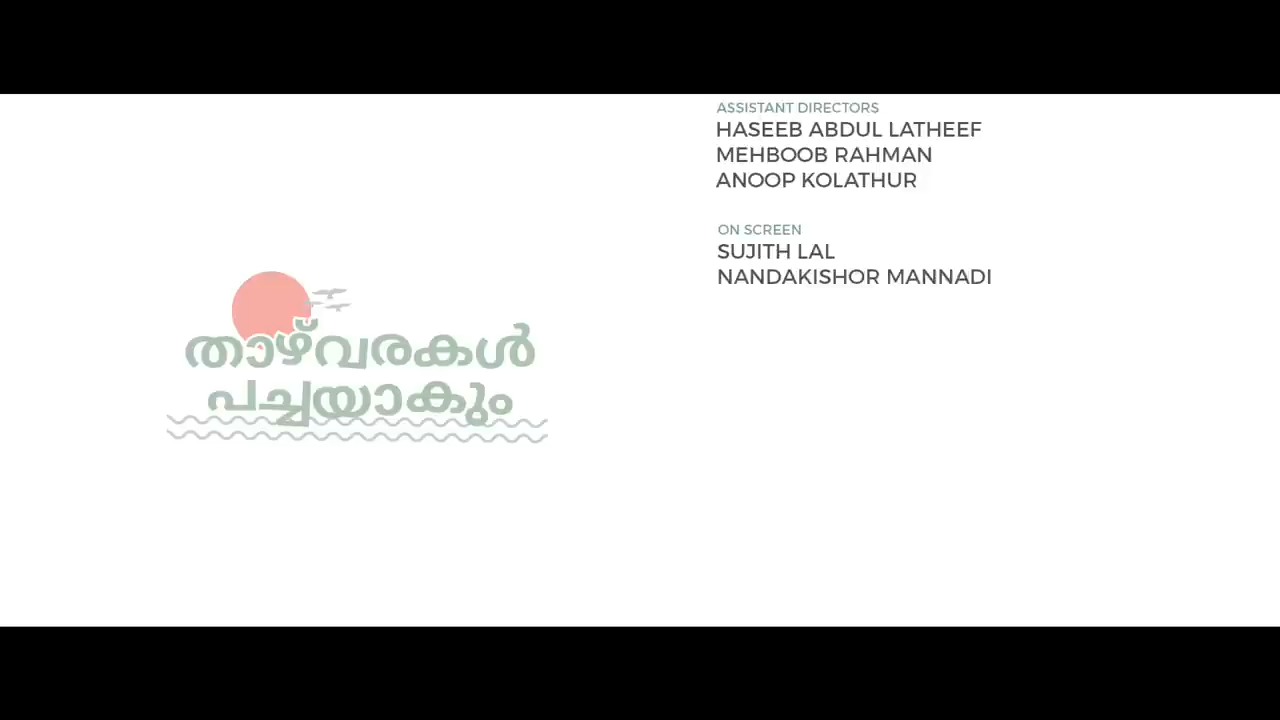 താഴ്‌വരകൾ
പച്ചയാകും
ASSISTANT DIRECTORS
HASEEB ABDUL LATHEEF
MEHBOOB RAHMAN
ANOOP KOLATHUR
ON SCREEN
SUJITH LAL
NANDAKISHOR MANNADI